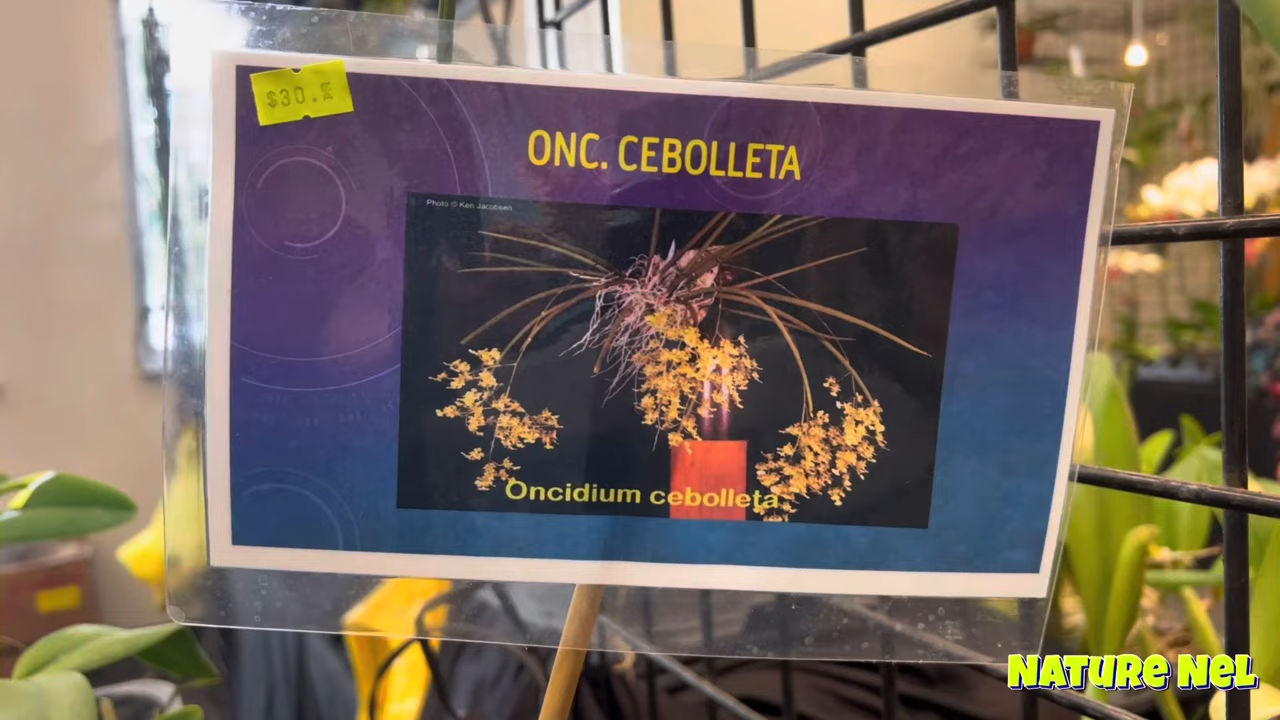 $30.
ONC. CEBOLLETA
Photo © Ken Jacobsen
Oncidium cebolleta
NATURE NEL